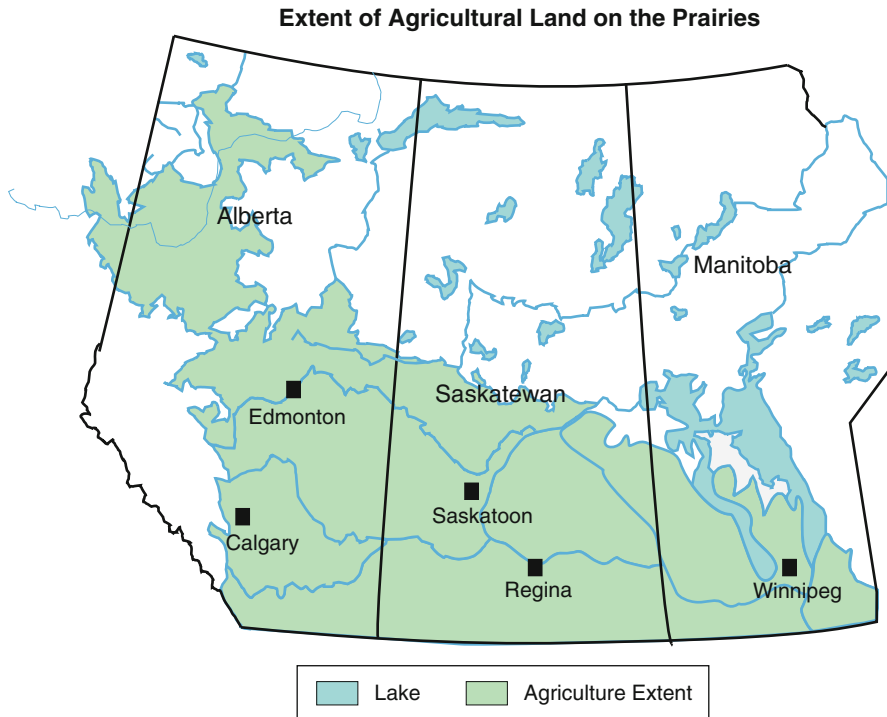 Extent of Agricultural Land on the Prairies
Alberta
Manitoba
Saskatewan
Edmonton
Saskatoon
Calgary
Regina
Winnipeg
Lake
Agriculture Extent